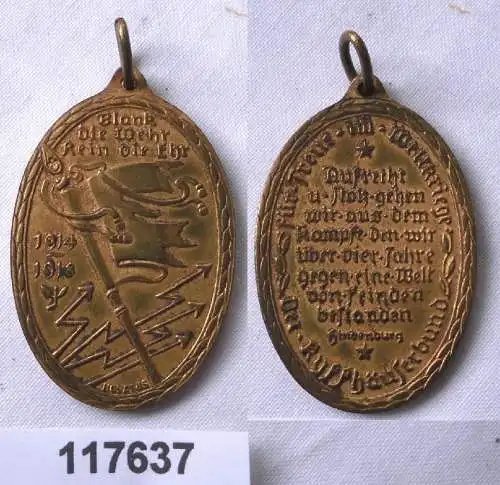 Blank
die Wehr
Rein die Ehr
1914
1918
Für Treue im Weltkriege
Der Kyffhäuserbund
Aufrecht
u. stolz gehen
wir aus dem
Kampfe den wir
über vier Jahre
gegen eine Welt
von Feinden
bestanden
Hindenburg
117637